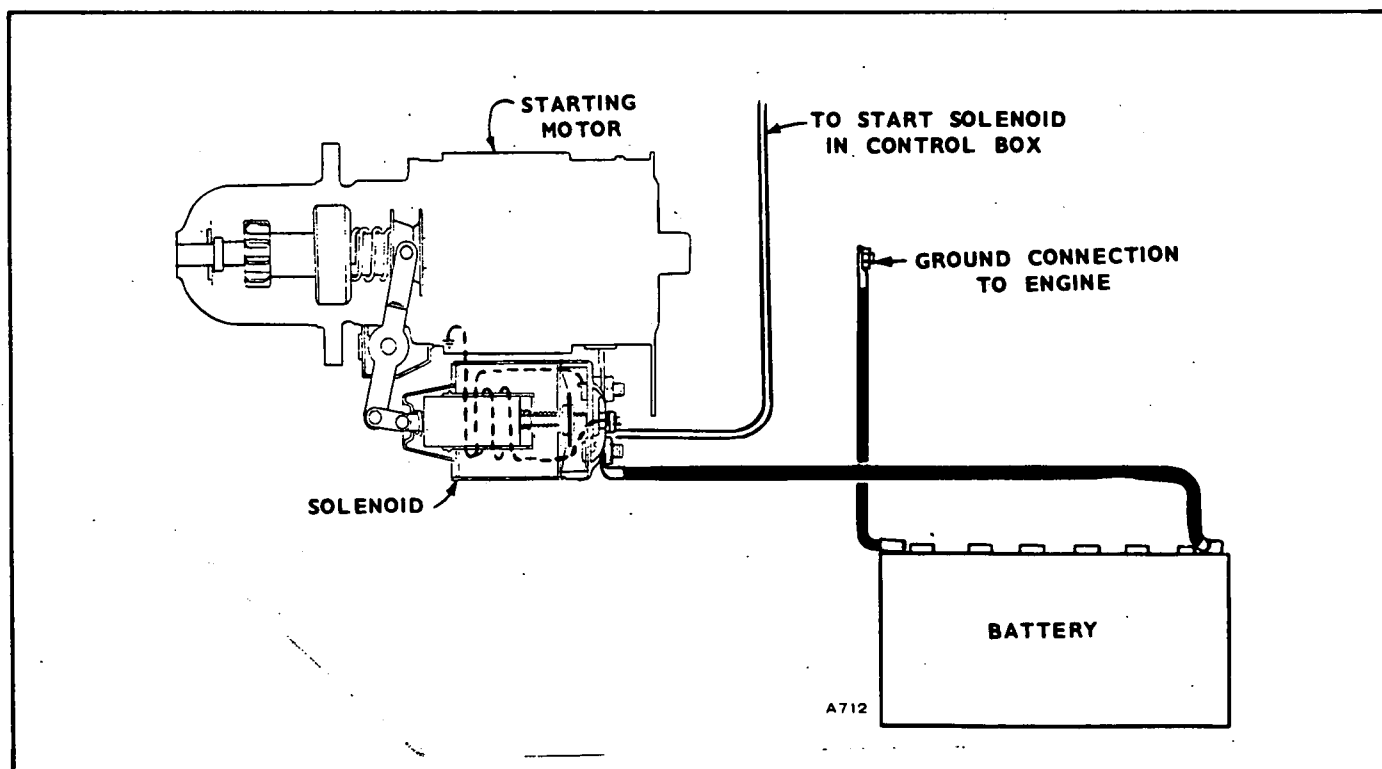 STARTING
MOTOR
TO START SOLENOID
IN CONTROL BOX
GROUND CONNECTION
TO ENGINE
SOLENOID
BATTERY
A712